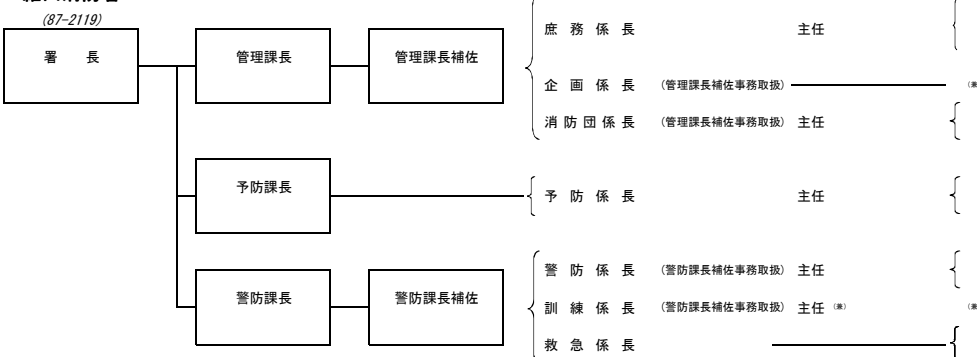 (87-2119)
署　長
管理課長
管理課長補佐
庶務係長　主任
企画係長　(管理課長補佐事務取扱)　(兼
消防団係長　(管理課長補佐事務取扱)　主任
予防課長
予防係長　主任
警防課長
警防課長補佐
警防係長　(警防課長補佐事務取扱)　主任
訓練係長　(警防課長補佐事務取扱)　主任 (兼)　(兼
救急係長